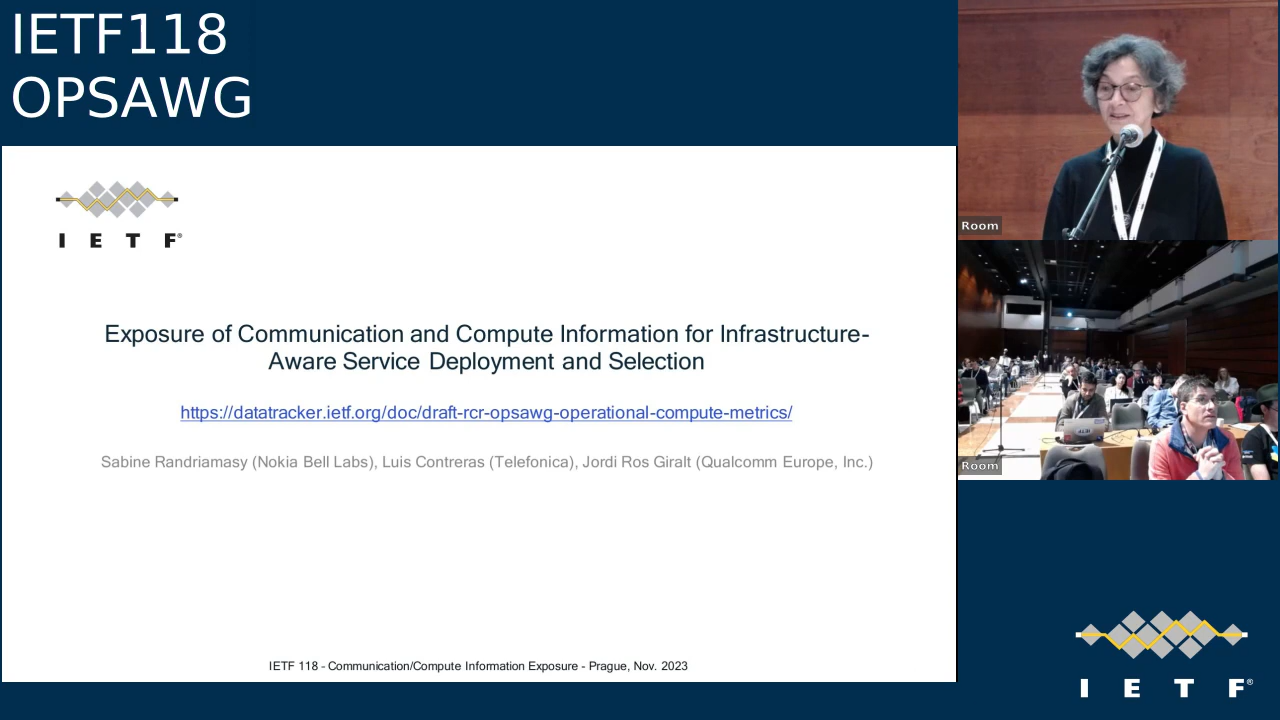 IETF118
OPSAWG
I E T F®
Exposure of Communication and Compute Information for Infrastructure-
Aware Service Deployment and Selection
https://datatracker.ietf.org/doc/draft-rcr-opsawg-operational-compute-metrics/
Sabine Randriamasy (Nokia Bell Labs), Luis Contreras (Telefonica), Jordi Ros Giralt (Qualcomm Europe, Inc.)
IETF 118 - Communication/Compute Information Exposure - Prague, Nov. 2023
Room
Room
I E T F®